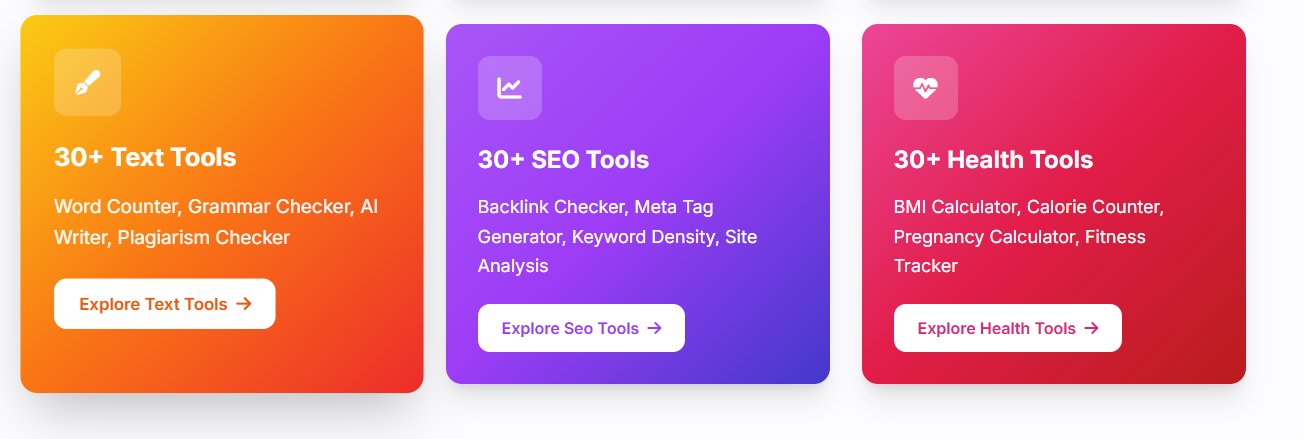 30+ Text Tools
Word Counter, Grammar Checker, AI
Writer, Plagiarism Checker
Explore Text Tools
30+ SEO Tools
Backlink Checker, Meta Tag
Generator, Keyword Density, Site
Analysis
Explore Seo Tools
30+ Health Tools
BMI Calculator, Calorie Counter,
Pregnancy Calculator, Fitness
Tracker
Explore Health Tools